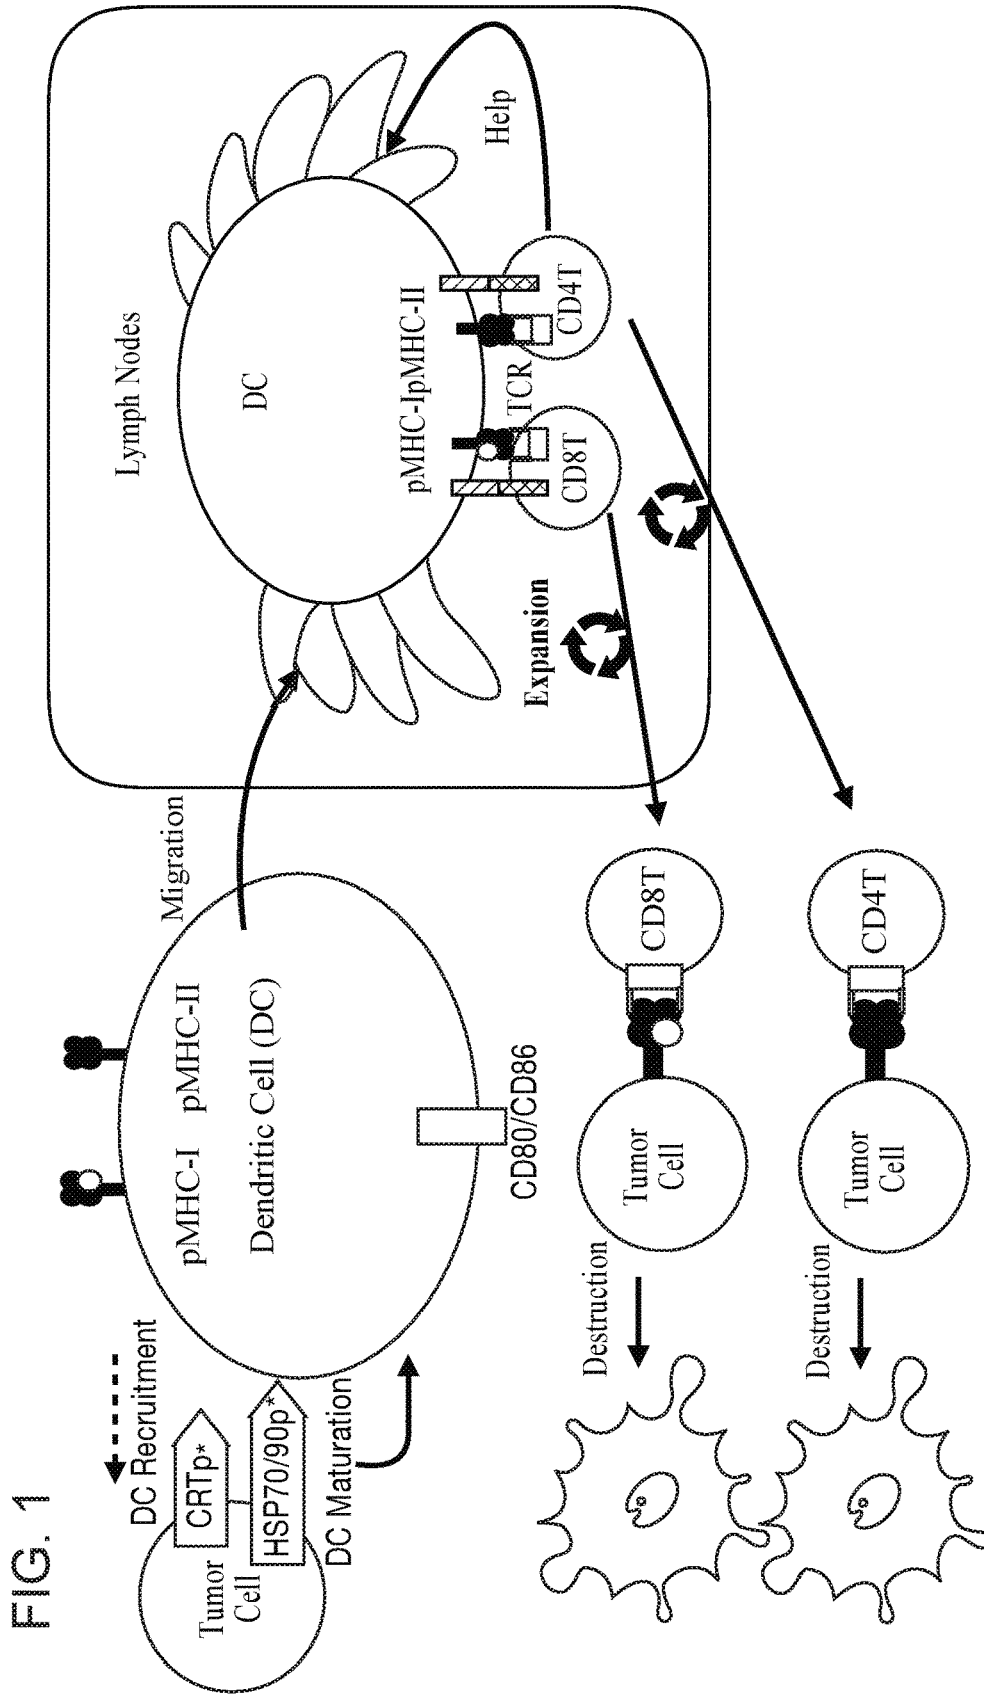 FIG. 1
DC Recruitment
CRTp*
HSP70/90p*
Tumor
Cell
DC Maturation
pMHC-I
pMHC-II
Dendritic Cell (DC)
CD80/CD86
Migration
Lymph Nodes
DC
pMHC-IpMHC-II
TCR
CD8T
CD4T
Help
Expansion
Destruction
Tumor
Cell
CD8T
Destruction
Tumor
Cell
CD4T